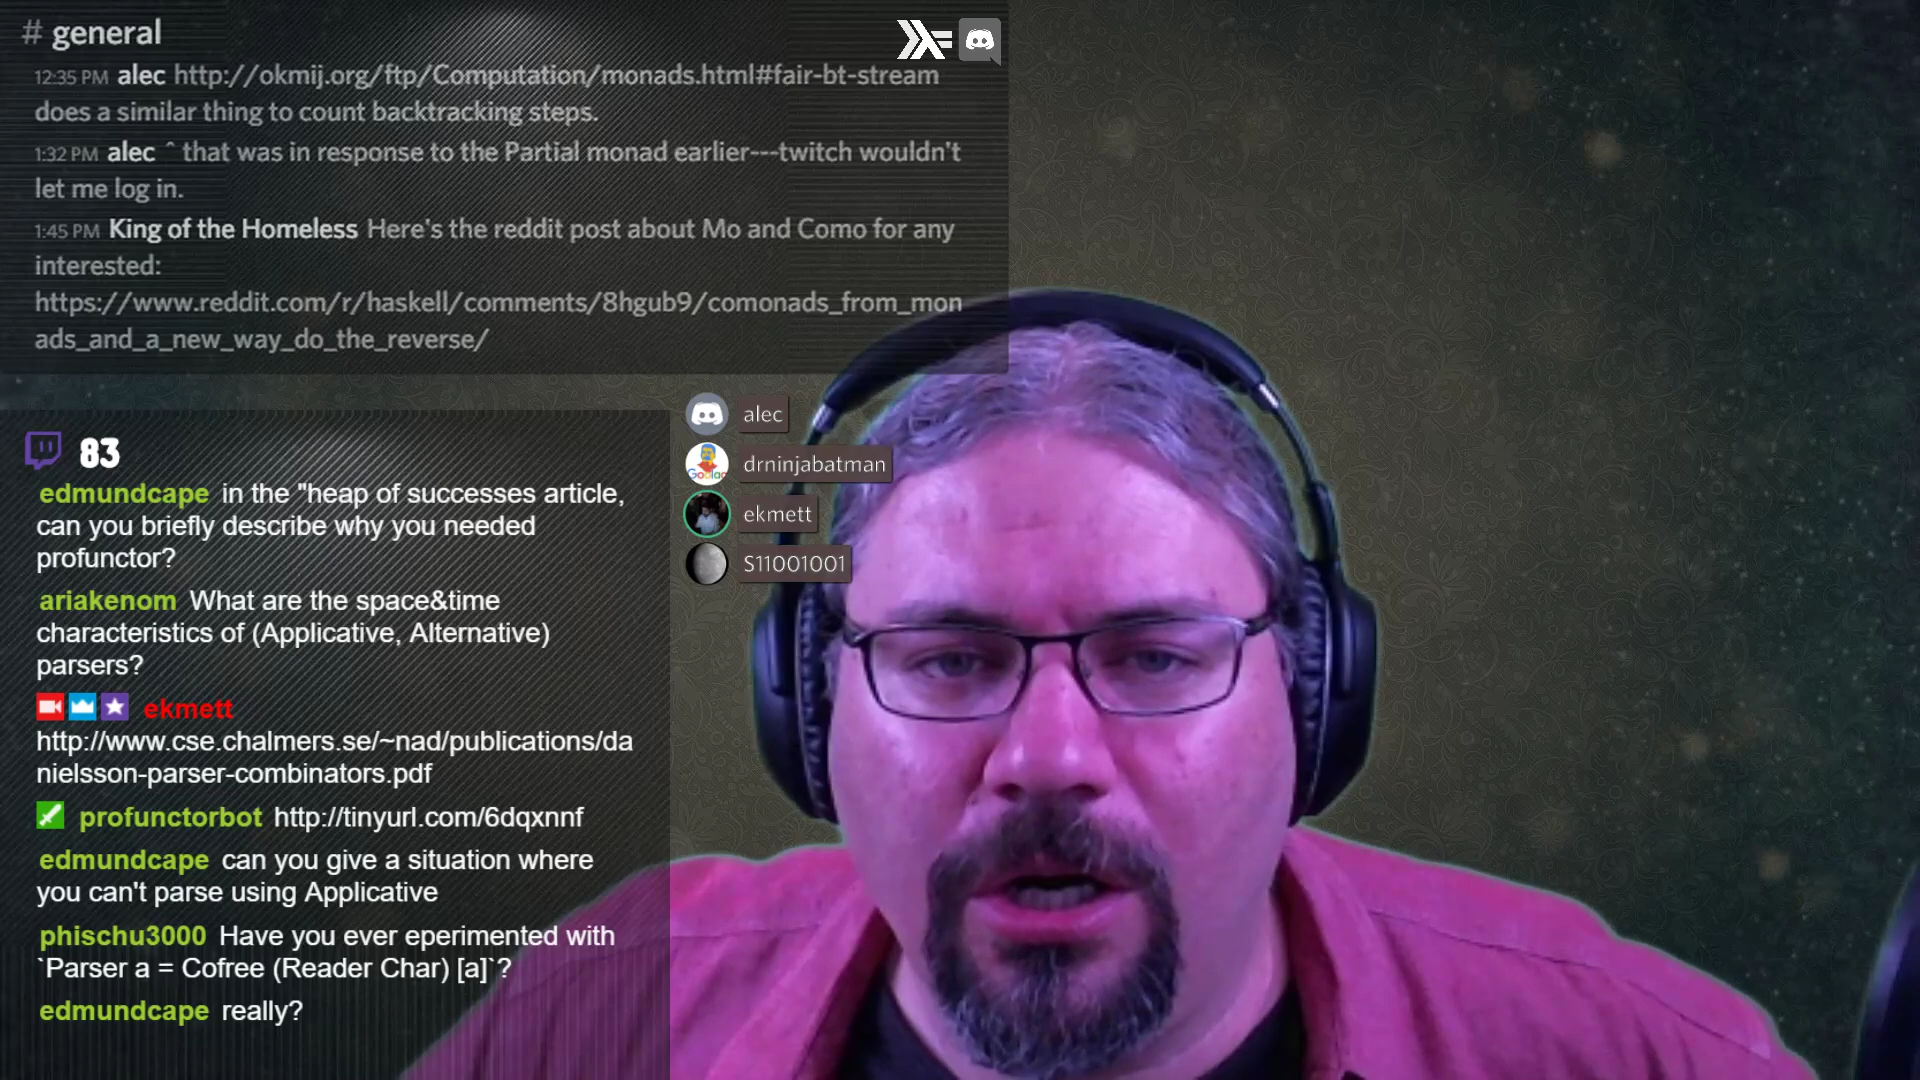 # general
12:35 PM alec http://okmij.org/ftp/Computation/monads.html#fair-bt-stream
does a similar thing to count backtracking steps.
1:32 PM alec ^ that was in response to the Partial monad earlier---twitch wouldn't
let me log in.
1:45 PM King of the Homeless Here's the reddit post about Mo and Como for any
interested:
https://www.reddit.com/r/haskell/comments/8hgub9/comonads_from_mon
ads_and_a_new_way_do_the_reverse/
alec
drninjabatman
ekmett
S11001001
83
edmundcape in the "heap of successes article,
can you briefly describe why you needed
profunctor?
ariakenom What are the space&time
characteristics of (Applicative, Alternative)
parsers?
ekmett
http://www.cse.chalmers.se/~nad/publications/da
nielsson-parser-combinators.pdf
profunctorbot http://tinyurl.com/6dqxnnf
edmundcape can you give a situation where
you can't parse using Applicative
phischu3000 Have you ever eperimented with
`Parser a = Cofree (Reader Char) [a]`?
edmundcape really?